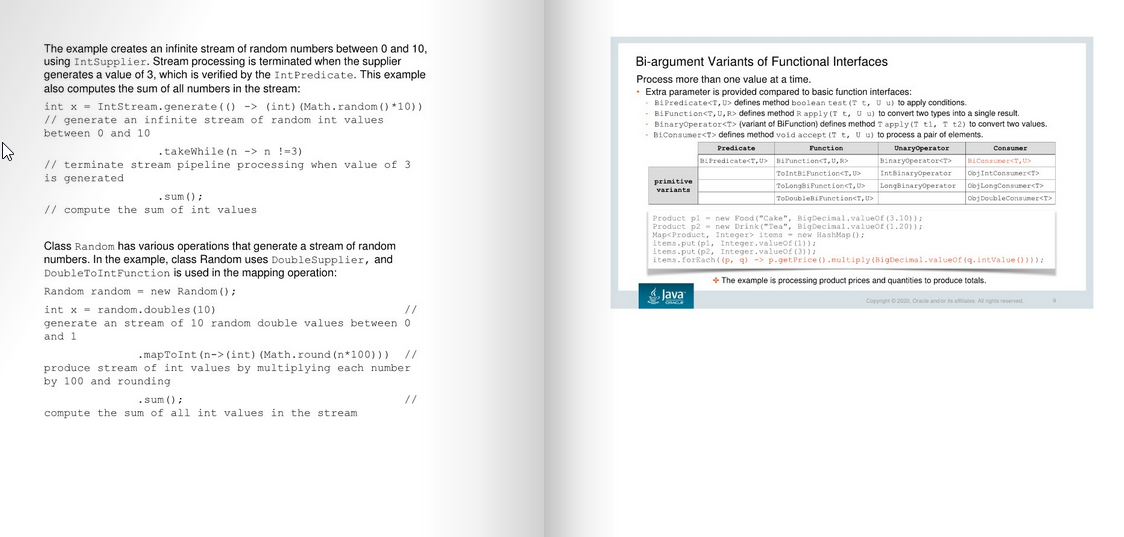 The example creates an infinite stream of random numbers between 0 and 10,
using IntSupplier. Stream processing is terminated when the supplier
generates a value of 3, which is verified by the IntPredicate. This example
also computes the sum of all numbers in the stream:
int x = IntStream.generate(() -> (int)(Math.random()*10))
// generate an infinite stream of random int values
between 0 and 10
.takeWhile(n -> n !=3)
// terminate stream pipeline processing when value of 3
is generated
.sum();
// compute the sum of int values
Class Random has various operations that generate a stream of random
numbers. In the example, class Random uses DoubleSupplier, and
DoubleToIntFunction is used in the mapping operation:
Random random = new Random();
int x = random.doubles(10) //
generate an stream of 10 random double values between 0
and 1
.mapToInt(n->(int)(Math.round(n*100))) //
produce stream of int values by multiplying each number
by 100 and rounding
.sum(); //
compute the sum of all int values in the stream
Bi-argument Variants of Functional Interfaces
Process more than one value at a time.
• Extra parameter is provided compared to basic function interfaces:
- BiPredicate<T,U> defines method boolean test(T t, U u) to apply conditions.
- BiFunction<T,U,R> defines method R apply(T t, U u) to convert two types into a single result.
- BinaryOperator<T> (variant of BiFunction) defines method T apply(T t1, T t2) to convert two values.
- BiConsumer<T> defines method void accept(T t, U u) to process a pair of elements.
Predicate Function UnaryOperator Consumer
BiPredicate<T,U> BiFunction<T,U,R> BinaryOperator<T> BiConsumer<T,U>
primitive variants
ToIntBiFunction<T,U> IntBinaryOperator ObjIntConsumer<T>
ToLongBiFunction<T,U> LongBinaryOperator ObjLongConsumer<T>
ToDoubleBiFunction<T,U> ObjDoubleConsumer<T>
Product p1 = new Food("Cake", BigDecimal.valueOf(3.10));
Product p2 = new Drink("Tea", BigDecimal.valueOf(1.20));
Map<Product, Integer> items = new HashMap();
items.put(p1, Integer.valueOf(1));
items.put(p2, Integer.valueOf(3));
items.forEach((p, q) -> p.getPrice().multiply(BigDecimal.valueOf(q.intValue())));
✣ The example is processing product prices and quantities to produce totals.
Java
ORACLE
Copyright © 2020, Oracle and/or its affiliates. All rights reserved. 9